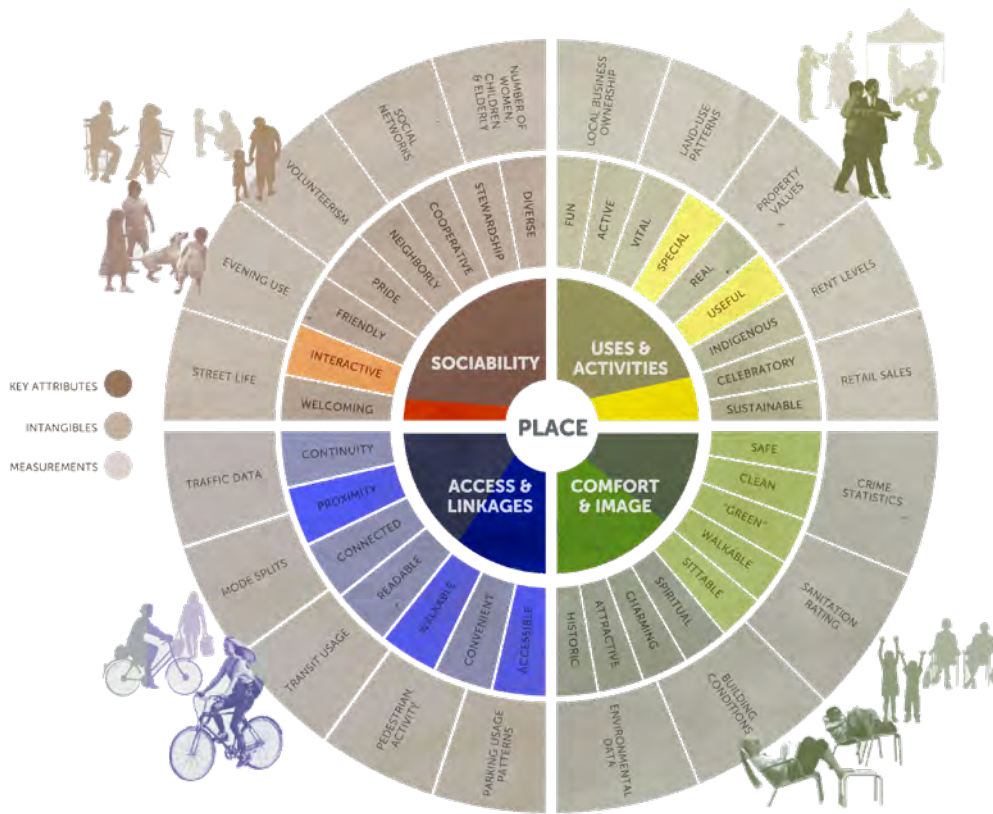 NUMBER OF
WOMEN,
CHILDREN
& ELDERLY
SOCIAL
NETWORKS
VOLUNTEERISM
EVENING USE
STREET LIFE
DIVERSE
STEWARDSHIP
COOPERATIVE
NEIGHBORLY
PRIDE
FRIENDLY
INTERACTIVE
WELCOMING
SOCIABILITY
LOCAL BUSINESS
OWNERSHIP
LAND-USE
PATTERNS
PROPERTY
VALUES
RENT LEVELS
RETAIL SALES
FUN
ACTIVE
VITAL
SPECIAL
REAL
USEFUL
INDIGENOUS
CELEBRATORY
SUSTAINABLE
USES &
ACTIVITIES
KEY ATTRIBUTES
INTANGIBLES
MEASUREMENTS
PLACE
ACCESS &
LINKAGES
CONTINUITY
PROXIMITY
CONNECTED
READABLE
WALKABLE
CONVENIENT
ACCESSIBLE
TRAFFIC DATA
MODE SPLITS
TRANSIT USAGE
PEDESTRIAN
ACTIVITY
PARKING USAGE
PATTERNS
COMFORT
& IMAGE
SAFE
CLEAN
"GREEN"
WALKABLE
SITTABLE
SPIRITUAL
CHARMING
ATTRACTIVE
HISTORIC
CRIME
STATISTICS
SANITATION
RATING
BUILDING
CONDITIONS
ENVIRONMENTAL
DATA